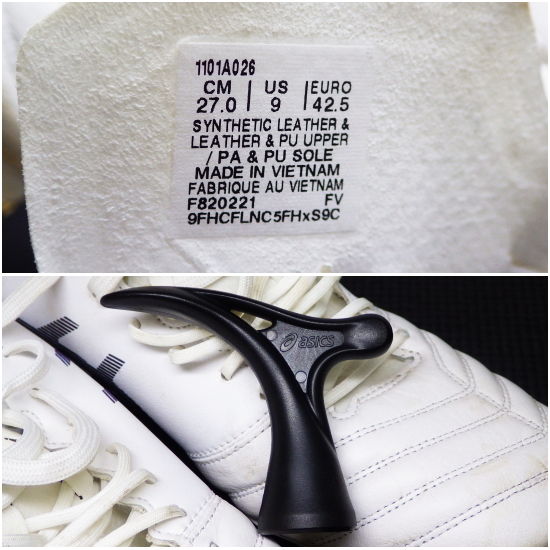 1101A026
CM | US | EURO
27.0 | 9 | 42.5
SYNTHETIC LEATHER &
LEATHER & PU UPPER
/ PA & PU SOLE
MADE IN VIETNAM
FABRIQUE AU VIETNAM
F820221 FV
9FHCFLNC5FHxS9C
asics